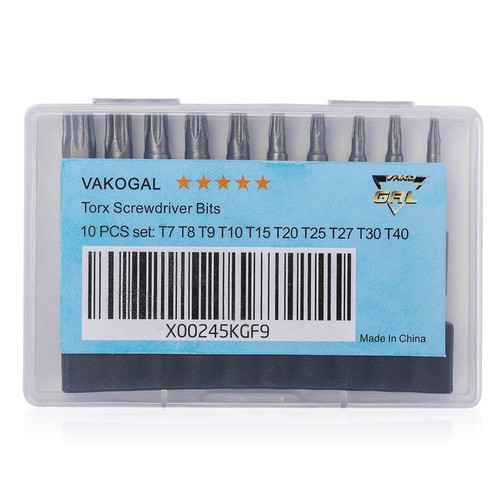 VAKOGAL ★★★★★
VAKO
GAL
Torx Screwdriver Bits
10 PCS set: T7 T8 T9 T10 T15 T20 T25 T27 T30 T40
X00245KGF9
Made In China